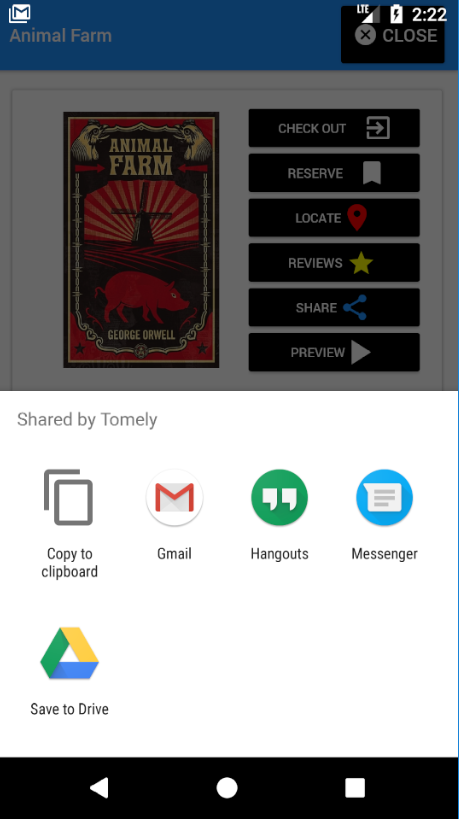 LTE 2:22
Animal Farm
CLOSE
ANIMAL
FARM
GEORGE ORWELL
CHECK OUT
RESERVE
LOCATE
REVIEWS
SHARE
PREVIEW
Shared by Tomely
Copy to
clipboard
Gmail
Hangouts
Messenger
Save to Drive